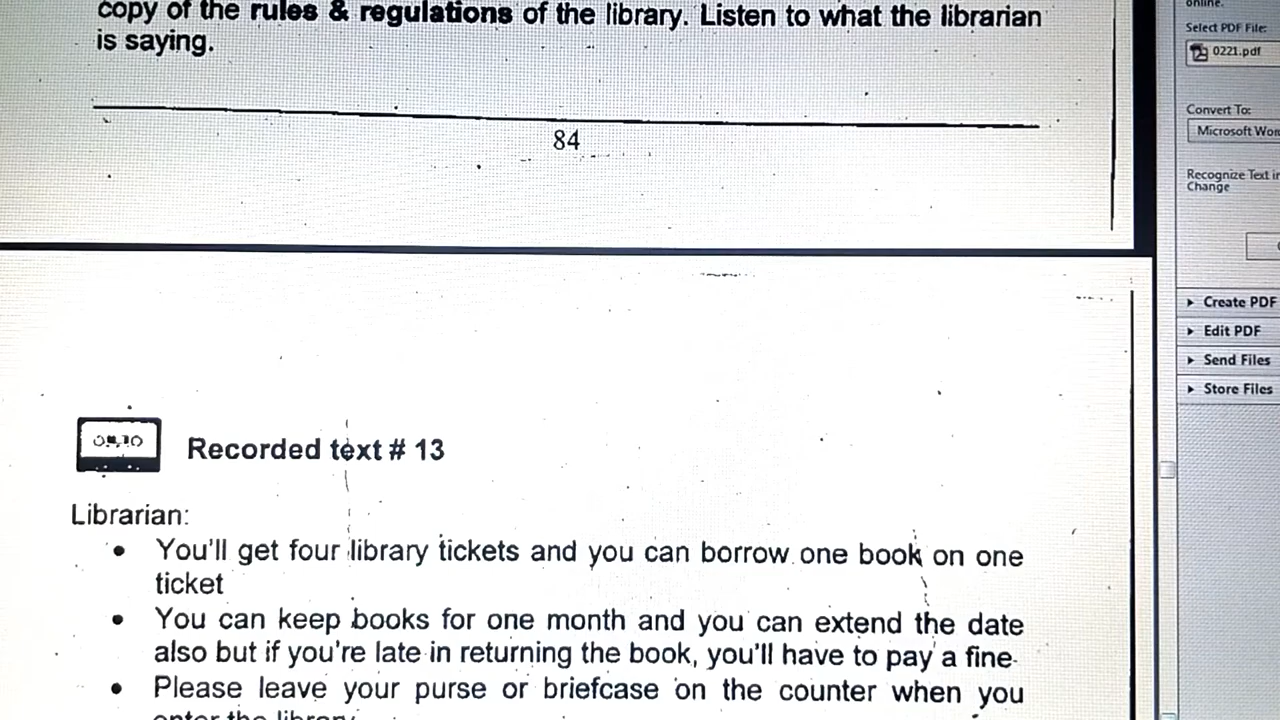 copy of the rules & regulations of the library. Listen to what the librarian
is saying.
84
Recorded text # 13
Librarian:
• You'll get four library tickets and you can borrow one book on one
ticket
• You can keep books for one month and you can extend the date
also but if you're late in returning the book, you'll have to pay a fine
• Please leave your purse or briefcase on the counter when you
enter the library
online.
Select PDF File:
0221.pdf
Convert To:
Microsoft Wor
Recognize Text in
Change
Create PDF
Edit PDF
Send Files
Store Files